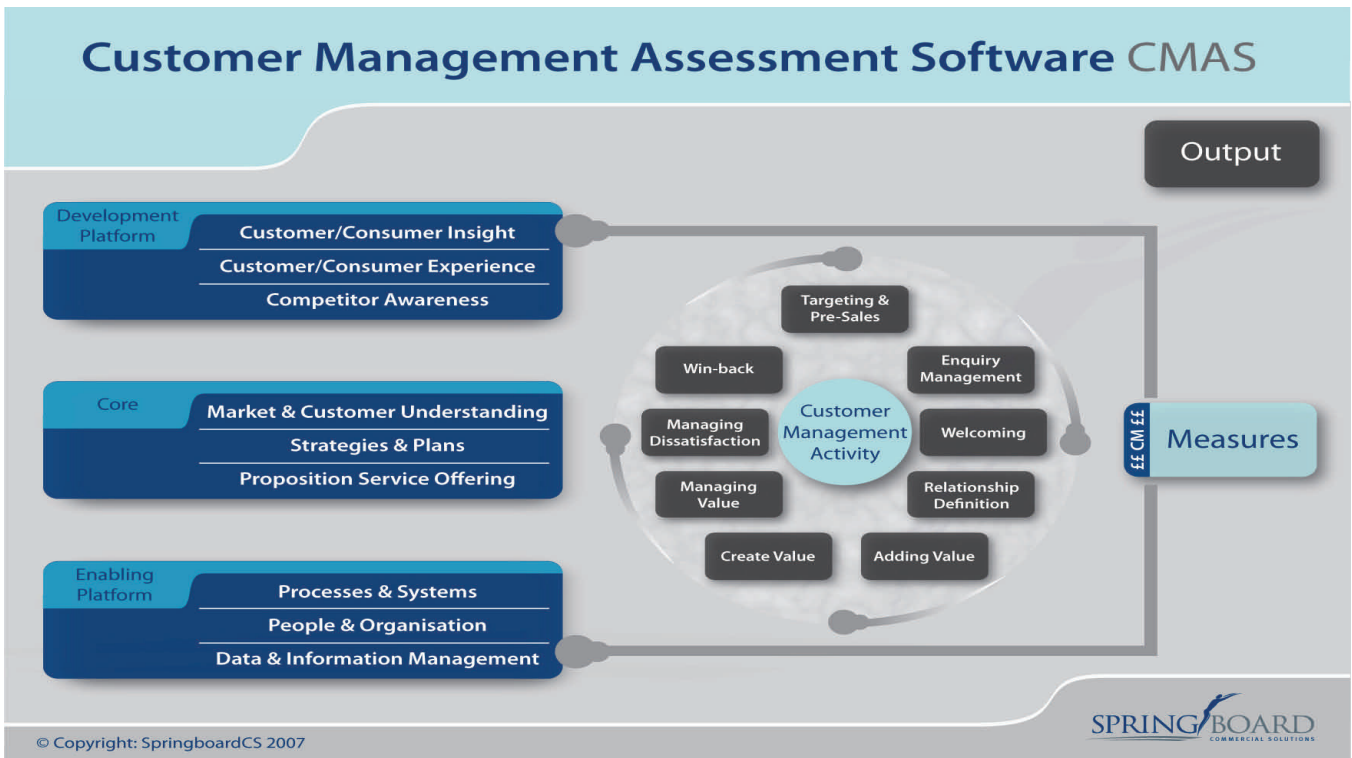 Customer Management Assessment Software CMAS
Output
Development
Platform
Customer/Consumer Insight
Customer/Consumer Experience
Competitor Awareness
Core
Market & Customer Understanding
Strategies & Plans
Proposition Service Offering
Enabling
Platform
Processes & Systems
People & Organisation
Data & Information Management
Targeting &
Pre-Sales
Enquiry
Management
Welcoming
Relationship
Definition
Adding Value
Create Value
Managing
Value
Managing
Dissatisfaction
Win-back
Customer
Management
Activity
££ CM ££
Measures
© Copyright: SpringboardCS 2007
SPRINGBOARD
COMMERCIAL SOLUTIONS